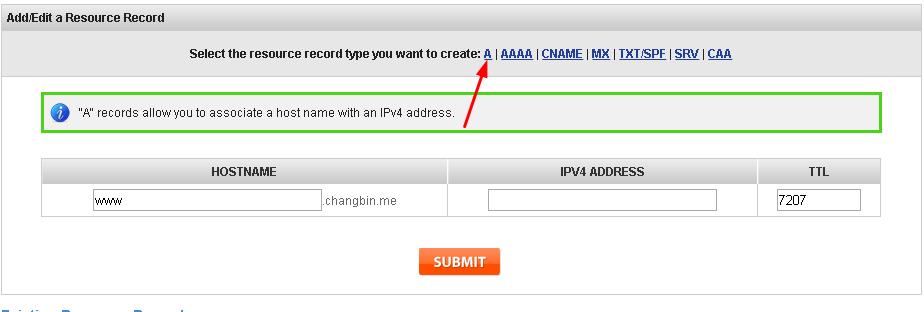 Add/Edit a Resource Record
Select the resource record type you want to create: A | AAAA | CNAME | MX | TXT/SPF | SRV | CAA
"A" records allow you to associate a host name with an IPv4 address.
HOSTNAME IPV4 ADDRESS TTL
www .changbin.me 7207
SUBMIT